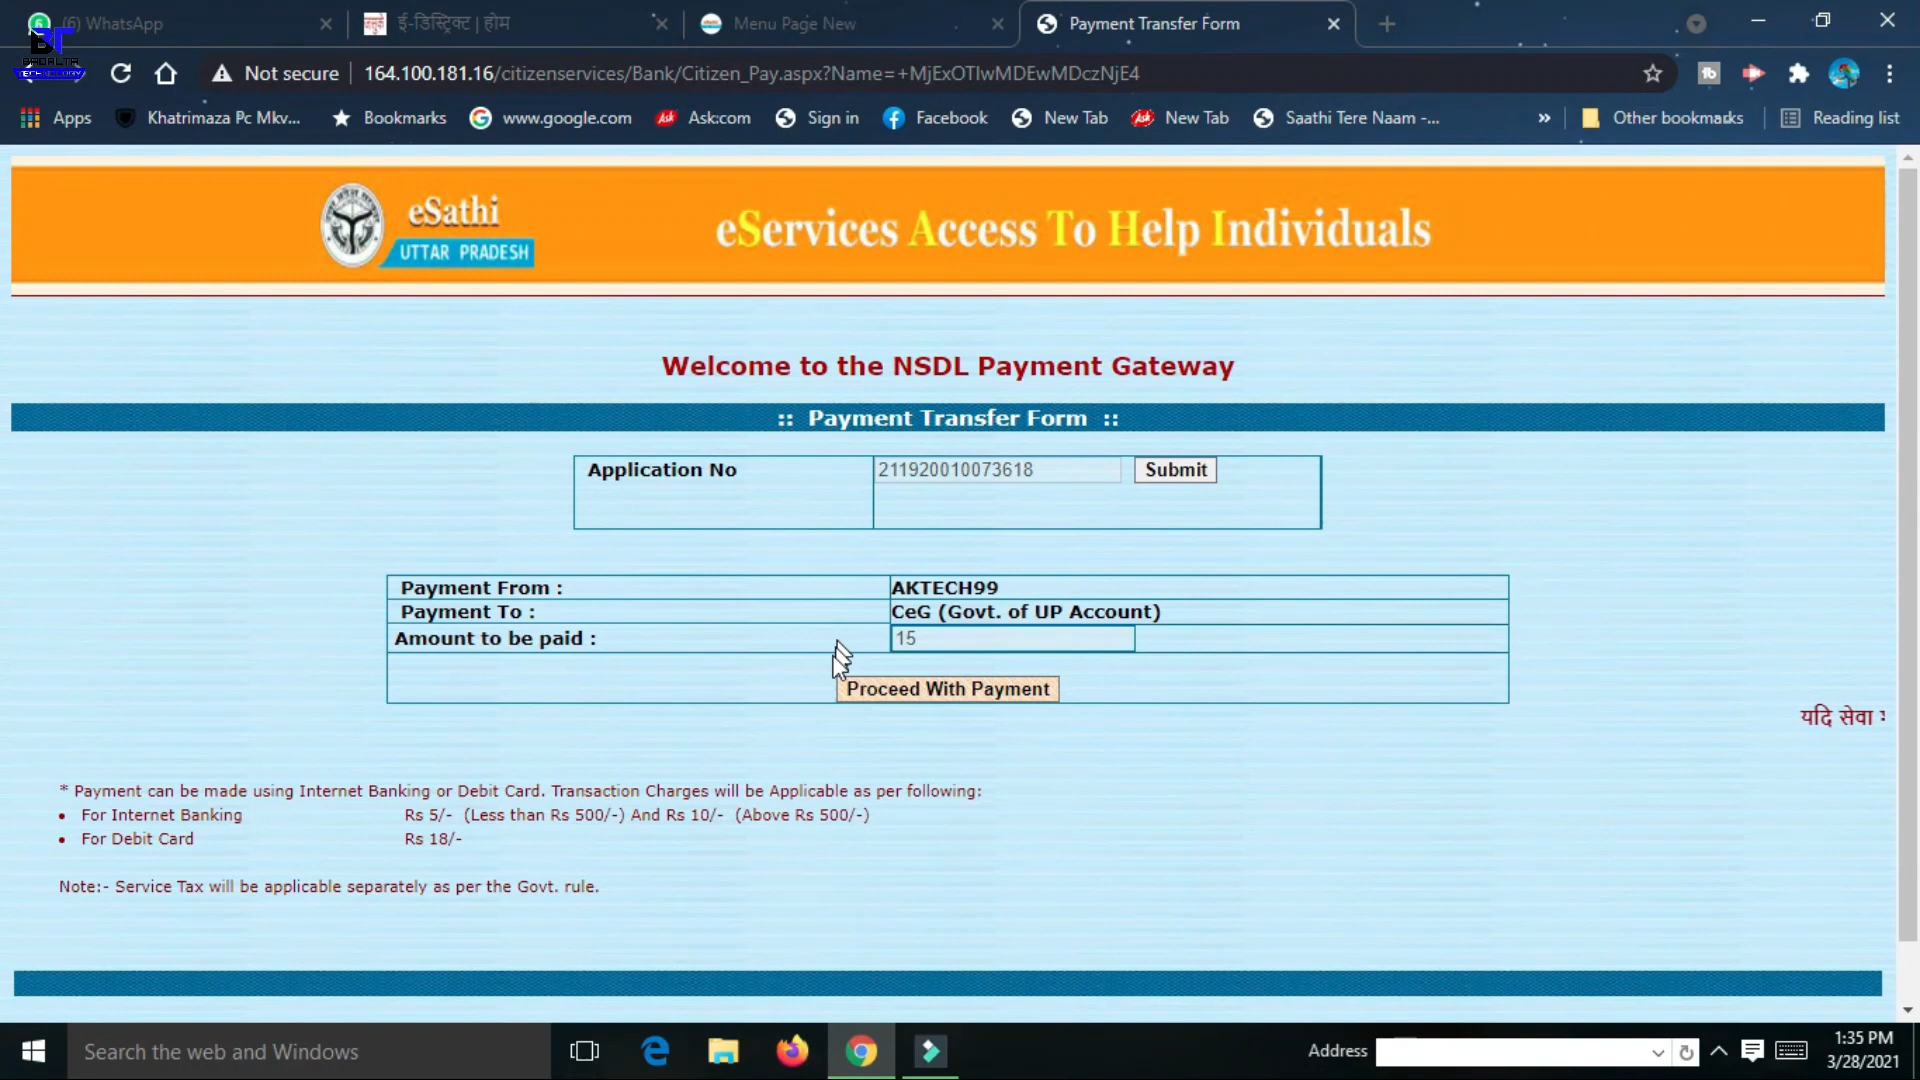 (6) WhatsApp
ई-डिस्ट्रिक्ट | होम
Menu Page New
Payment Transfer Form
BT
BADALTA
TECHNOLOGY
Not secure
164.100.181.16/citizenservices/Bank/Citizen_Pay.aspx?Name=+MjExOTIwMDEwMDczNjE4
Apps
Khatrimaza Pc Mkv...
Bookmarks
www.google.com
Ask.com
Sign in
Facebook
New Tab
New Tab
Saathi Tere Naam -...
»
Other bookmarks
Reading list
eSathi
UTTAR PRADESH
eServices Access To Help Individuals
Welcome to the NSDL Payment Gateway
:: Payment Transfer Form ::
Application No 211920010073618 Submit
Payment From : AKTECH99
Payment To : CeG (Govt. of UP Account)
Amount to be paid : 15
Proceed With Payment
यदि सेवा
* Payment can be made using Internet Banking or Debit Card. Transaction Charges will be Applicable as per following:
• For Internet Banking Rs 5/- (Less than Rs 500/-) And Rs 10/- (Above Rs 500/-)
• For Debit Card Rs 18/-
Note:- Service Tax will be applicable separately as per the Govt. rule.
Search the web and Windows
Address
1:35 PM
3/28/2021